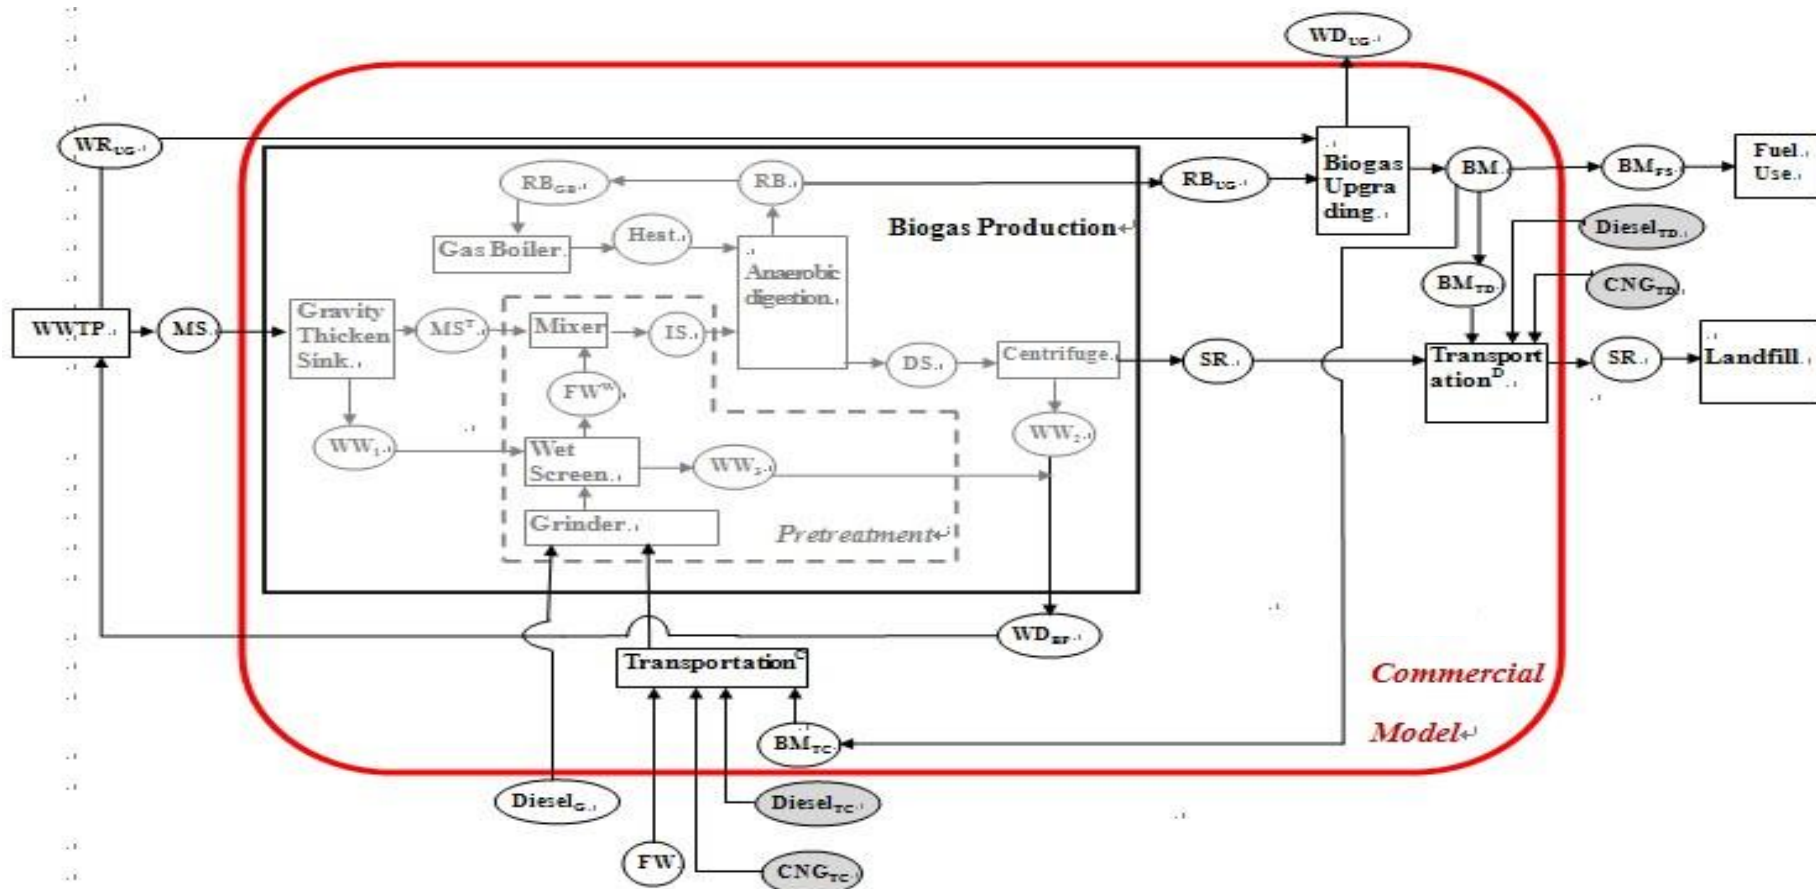 WD_UG
WR_UG
Biogas
Upgra
ding.
BM
BM_FS
Fuel
Use
RB_GB
RB
RB_UG
Biogas Production
Diesel_TD
Gas Boiler
Heat
Anaerobic
digestion
BM_TD
CNG_TD
WWTP
MS
Gravity
Thicken
Sink
MS^T
Mixer
IS
DS
Centrifuge
SR
Transport
ation^D
SR
Landfill
FW^W
WW_1
Wet
Screen
WW_3
WW_2
Grinder
Pretreatment
WD_BP
Transportation^C
Commercial
Model
BM_TC
Diesel_G
Diesel_TC
FW
CNG_TC